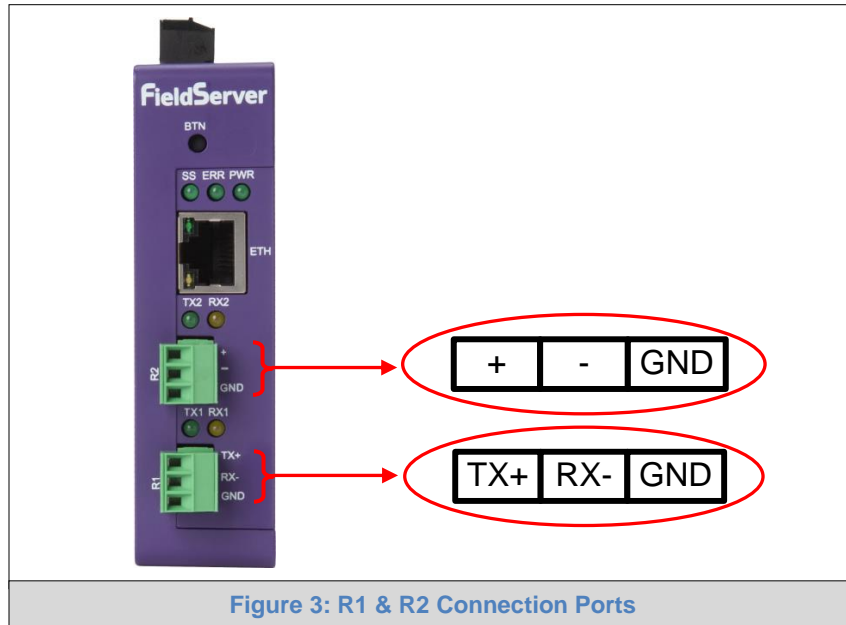 FieldServer
BTN
SS ERR PWR
ETH
TX2 RX2
R2
+
−
GND
+ - GND
TX1 RX1
R1
TX+
RX-
GND
TX+ RX- GND
Figure 3: R1 & R2 Connection Ports